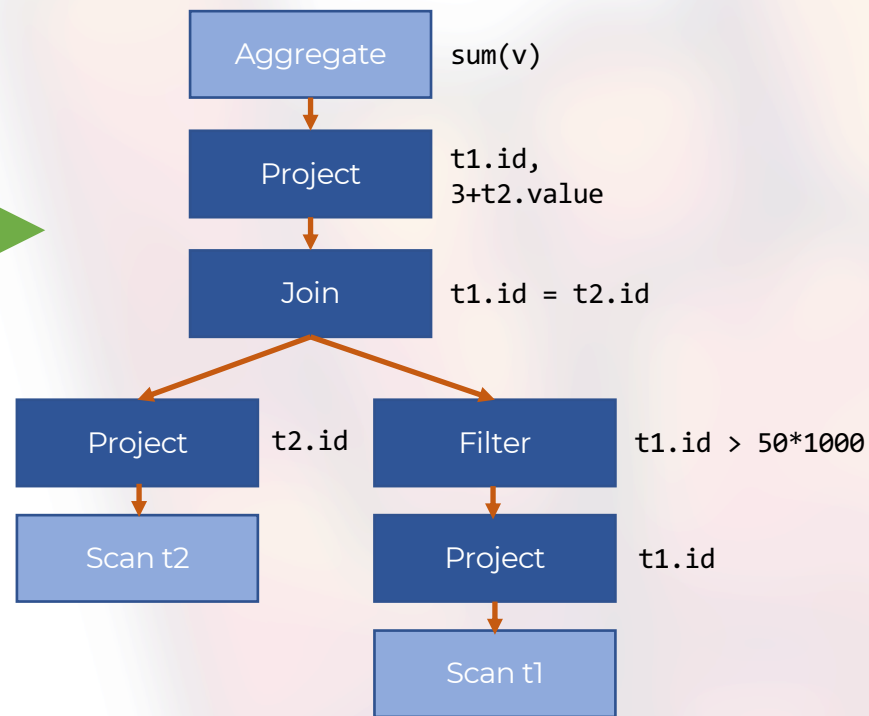 Aggregate sum(v)
Project t1.id,
3+t2.value
Join t1.id = t2.id
Project t2.id Filter t1.id > 50*1000
Scan t2 Project t1.id
Scan t1